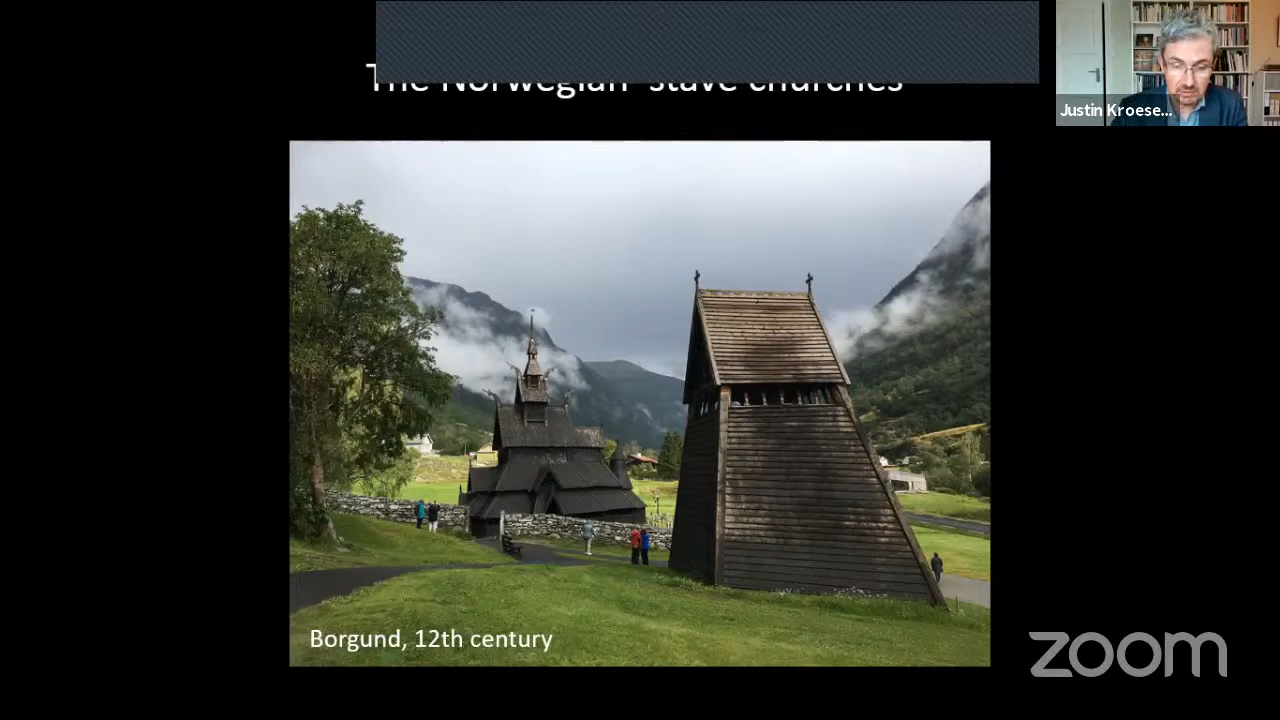 The Norwegian stave churches
Justin Kroese...
Borgund, 12th century
zoom